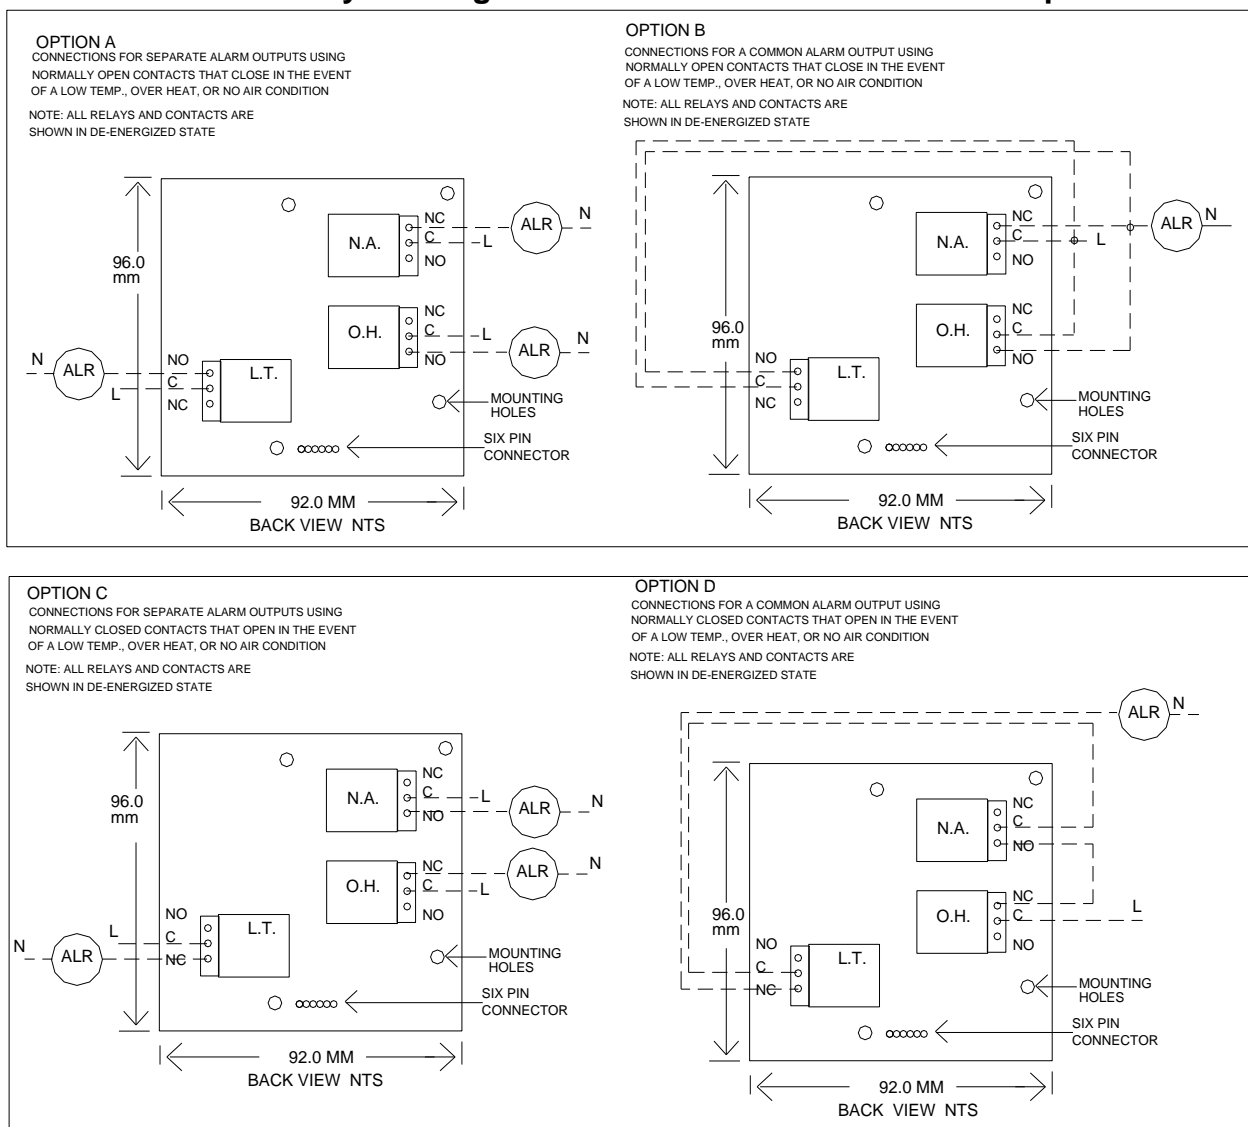 OPTION A
CONNECTIONS FOR SEPARATE ALARM OUTPUTS USING
NORMALLY OPEN CONTACTS THAT CLOSE IN THE EVENT
OF A LOW TEMP., OVER HEAT, OR NO AIR CONDITION
NOTE: ALL RELAYS AND CONTACTS ARE
SHOWN IN DE-ENERGIZED STATE
96.0
mm
N.A.
NC
C
NO
L
ALR
N
O.H.
NC
C
NO
L
ALR
N
N
ALR
L
NO
C
NC
L.T.
MOUNTING
HOLES
SIX PIN
CONNECTOR
92.0 MM
BACK VIEW NTS
OPTION B
CONNECTIONS FOR A COMMON ALARM OUTPUT USING
NORMALLY OPEN CONTACTS THAT CLOSE IN THE EVENT
OF A LOW TEMP., OVER HEAT, OR NO AIR CONDITION
NOTE: ALL RELAYS AND CONTACTS ARE
SHOWN IN DE-ENERGIZED STATE
96.0
mm
N.A.
NC
C
NO
L
ALR
N
O.H.
NC
C
NO
NO
C
NC
L.T.
MOUNTING
HOLES
SIX PIN
CONNECTOR
92.0 MM
BACK VIEW NTS
OPTION C
CONNECTIONS FOR SEPARATE ALARM OUTPUTS USING
NORMALLY CLOSED CONTACTS THAT OPEN IN THE EVENT
OF A LOW TEMP., OVER HEAT, OR NO AIR CONDITION
NOTE: ALL RELAYS AND CONTACTS ARE
SHOWN IN DE-ENERGIZED STATE
96.0
mm
N.A.
NC
C
NO
L
ALR
N
O.H.
NC
C
NO
L
ALR
N
N
ALR
L
NO
C
NC
L.T.
MOUNTING
HOLES
SIX PIN
CONNECTOR
92.0 MM
BACK VIEW NTS
OPTION D
CONNECTIONS FOR A COMMON ALARM OUTPUT USING
NORMALLY CLOSED CONTACTS THAT OPEN IN THE EVENT
OF A LOW TEMP., OVER HEAT, OR NO AIR CONDITION
NOTE: ALL RELAYS AND CONTACTS ARE
SHOWN IN DE-ENERGIZED STATE
ALR
N
96.0
mm
N.A.
NC
C
NO
O.H.
NC
C
NO
L
NO
C
NC
L.T.
MOUNTING
HOLES
SIX PIN
CONNECTOR
92.0 MM
BACK VIEW NTS